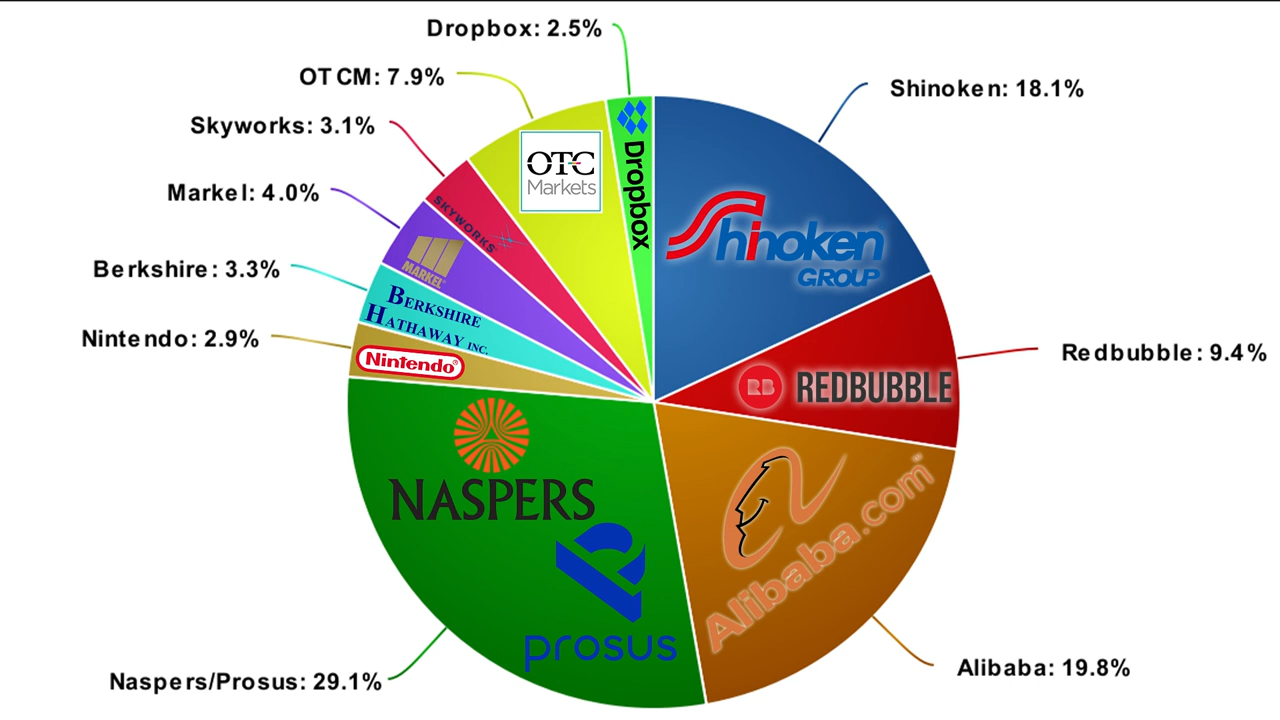 Dropbox: 2.5%
OTCM: 7.9%
Shinoken: 18.1%
Skyworks: 3.1%
Markel: 4.0%
Berkshire: 3.3%
Nintendo: 2.9%
Redbubble: 9.4%
Naspers/Prosus: 29.1%
Alibaba: 19.8%
Dropbox
OTC
Markets
Shinoken
GROUP
SKYWORKS
MARKEL
BERKSHIRE
HATHAWAY INC.
Nintendo®
RB REDBUBBLE
NASPERS
prosus
Alibaba.com™